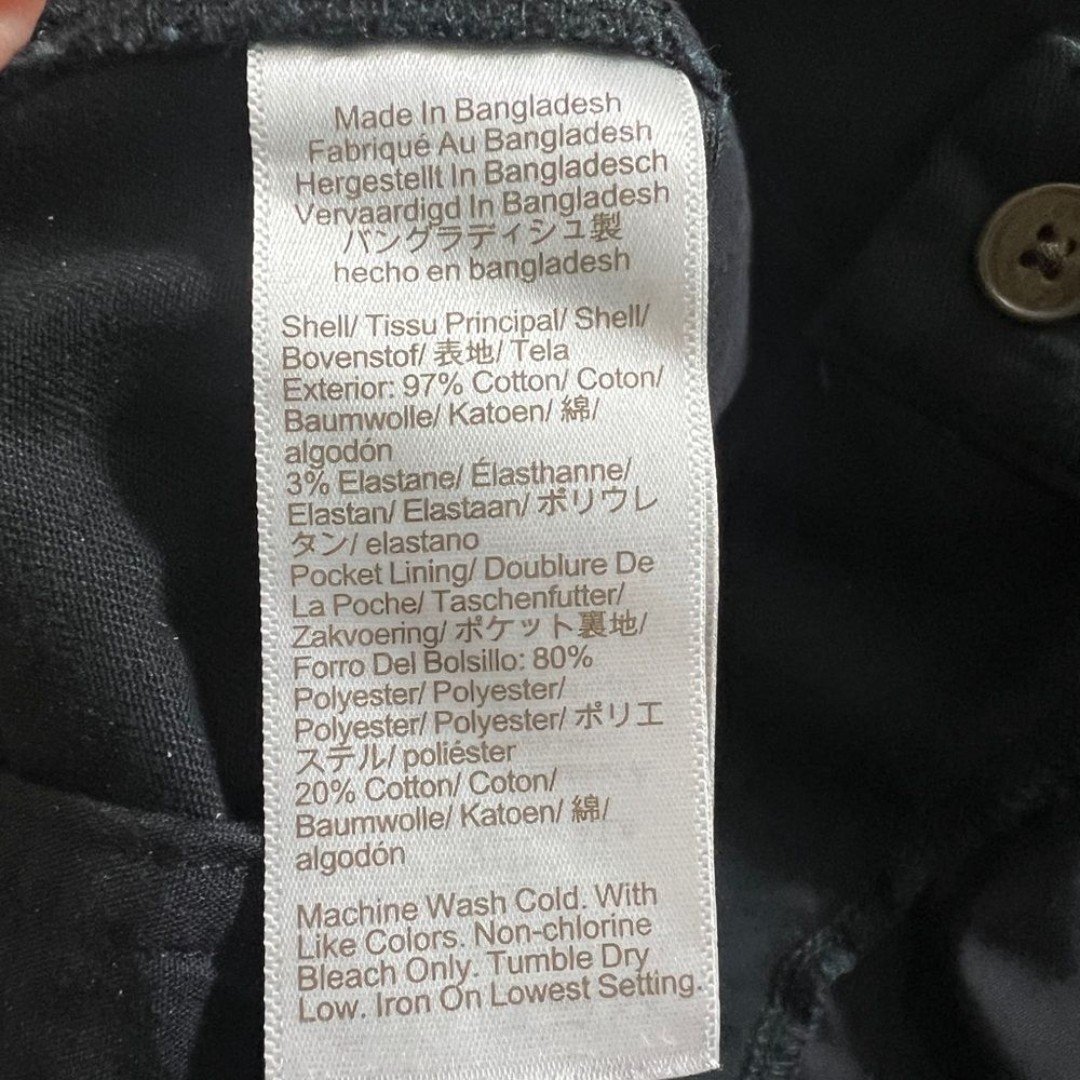 Made In Bangladesh
Fabriqué Au Bangladesh
Hergestellt In Bangladesch
Vervaardigd In Bangladesh
バングラディシュ製
hecho en bangladesh
Shell/ Tissu Principal/ Shell/
Bovenstof/ 表地/ Tela
Exterior: 97% Cotton/ Coton/
Baumwolle/ Katoen/ 綿/
algodón
3% Elastane/ Élasthanne/
Elastan/ Elastaan/ ポリウレ
タン/ elastano
Pocket Lining/ Doublure De
La Poche/ Taschenfutter/
Zakvoering/ ポケット裏地/
Forro Del Bolsillo: 80%
Polyester/ Polyester/
Polyester/ Polyester/ ポリエ
ステル/ poliéster
20% Cotton/ Coton/
Baumwolle/ Katoen/ 綿/
algodón
Machine Wash Cold. With
Like Colors. Non-chlorine
Bleach Only. Tumble Dry
Low. Iron On Lowest Setting.